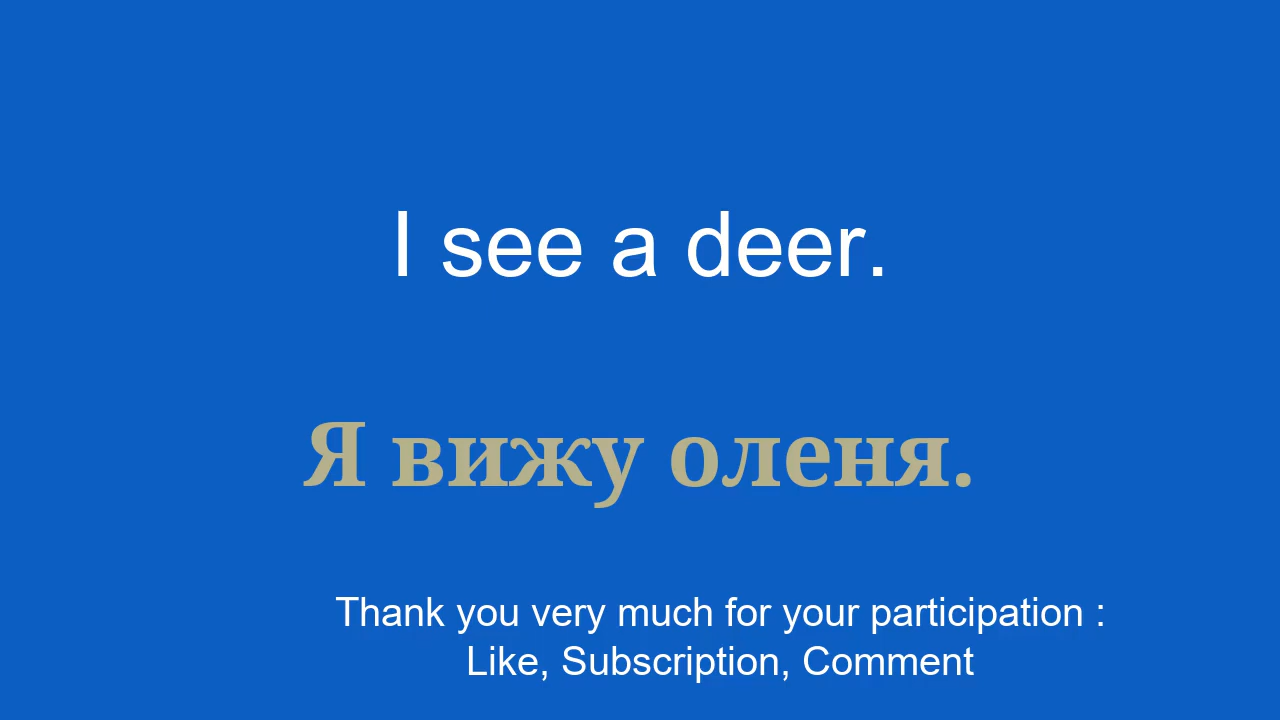 I see a deer.
Я вижу оленя.
Thank you very much for your participation :
Like, Subscription, Comment